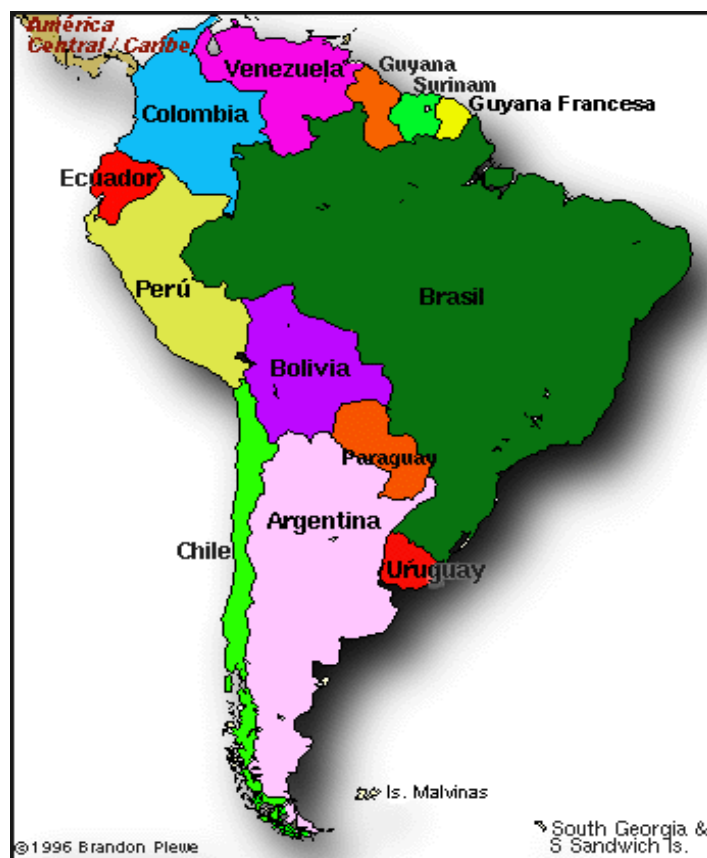 América
Central / Caribe
Venezuela
Guyana
Surinam
Guyana Francesa
Colombia
Ecuador
Perú
Brasil
Bolivia
Paraguay
Argentina
Chile
Uruguay
Is. Malvinas
South Georgia &
S Sandwich Is.
©1996 Brandon Plewe